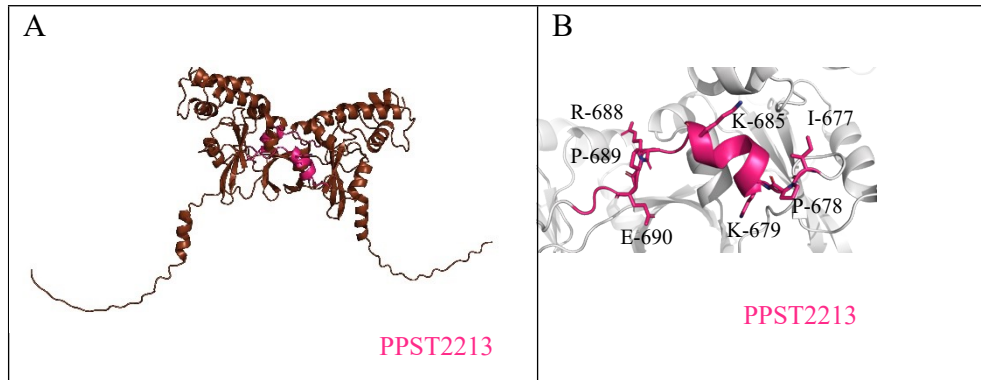 A
PPST2213
B
R-688
K-685
I-677
P-689
P-678
K-679
E-690
PPST2213